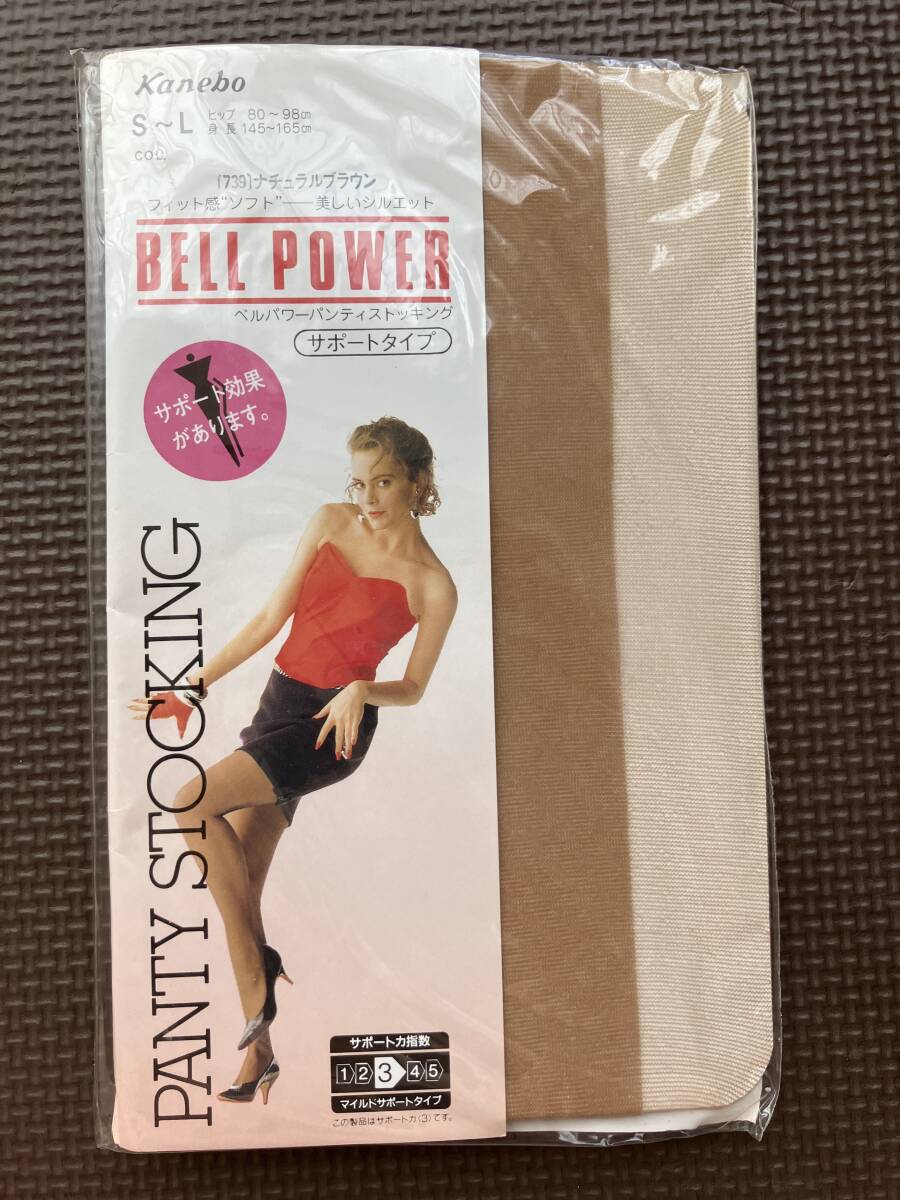 Kanebo
S～L ヒップ 80～98㎝
身長 145～165㎝
COL.
〔739〕ナチュラルブラウン
フィット感“ソフト”──美しいシルエット
BELL POWER
ベルパワーパンティストッキング
サポートタイプ
サポート効果
があります。
PANTY STOCKING
サポート力指数
1 2 3 4 5
マイルドサポートタイプ
この製品はサポート力〈3〉です。